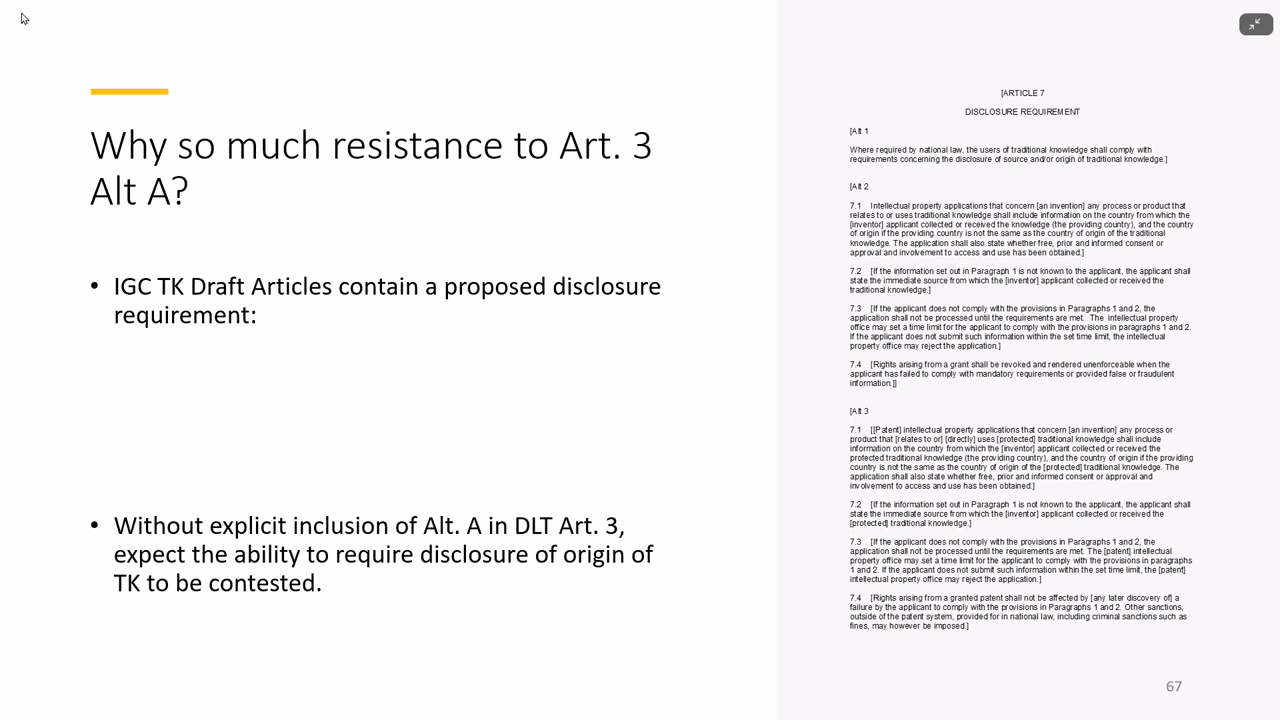 Why so much resistance to Art. 3
Alt A?
• IGC TK Draft Articles contain a proposed disclosure
requirement:
• Without explicit inclusion of Alt. A in DLT Art. 3,
expect the ability to require disclosure of origin of
TK to be contested.
[ARTICLE 7
DISCLOSURE REQUIREMENT
[Alt 1
Where required by national law, the users of traditional knowledge shall comply with
requirements concerning the disclosure of source and/or origin of traditional knowledge.]
[Alt 2
7.1 Intellectual property applications that concern [an invention] any process or product that
relates to or uses traditional knowledge shall include information on the country from which the
[inventor] applicant collected or received the knowledge (the providing country), and the country
of origin if the providing country is not the same as the country of origin of the traditional
knowledge. The application shall also state whether free, prior and informed consent or
approval and involvement to access and use has been obtained.]
7.2 [If the information set out in Paragraph 1 is not known to the applicant, the applicant shall
state the immediate source from which the [inventor] applicant collected or received the
traditional knowledge.]
7.3 [If the applicant does not comply with the provisions in Paragraphs 1 and 2, the
application shall not be processed until the requirements are met. The intellectual property
office may set a time limit for the applicant to comply with the provisions in paragraphs 1 and 2.
If the applicant does not submit such information within the set time limit, the intellectual
property office may reject the application.]
7.4 [Rights arising from a grant shall be revoked and rendered unenforceable when the
applicant has failed to comply with mandatory requirements or provided false or fraudulent
information.]]
[Alt 3
7.1 [[Patent] intellectual property applications that concern [an invention] any process or
product that [relates to or] [directly] uses [protected] traditional knowledge shall include
information on the country from which the [inventor] applicant collected or received the
protected traditional knowledge (the providing country), and the country of origin if the providing
country is not the same as the country of origin of the [protected] traditional knowledge. The
application shall also state whether free, prior and informed consent or approval and
involvement to access and use has been obtained.]
7.2 [If the information set out in Paragraph 1 is not known to the applicant, the applicant shall
state the immediate source from which the [inventor] applicant collected or received the
[protected] traditional knowledge.]
7.3 [If the applicant does not comply with the provisions in Paragraphs 1 and 2, the
application shall not be processed until the requirements are met. The [patent] intellectual
property office may set a time limit for the applicant to comply with the provisions in paragraphs
1 and 2. If the applicant does not submit such information within the set time limit, the [patent]
intellectual property office may reject the application.]
7.4 [Rights arising from a granted patent shall not be affected by [any later discovery of] a
failure by the applicant to comply with the provisions in Paragraphs 1 and 2. Other sanctions,
outside of the patent system, provided for in national law, including criminal sanctions such as
fines, may however be imposed.]
67